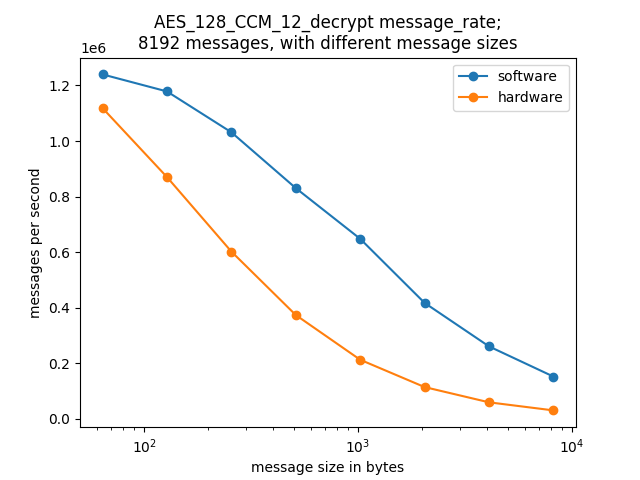 AES_128_CCM_12_decrypt message_rate;
8192 messages, with different message sizes
1e6
software
hardware
1.2
1.0
0.8
0.6
0.4
0.2
0.0
messages per second
10²
10³
10⁴
message size in bytes